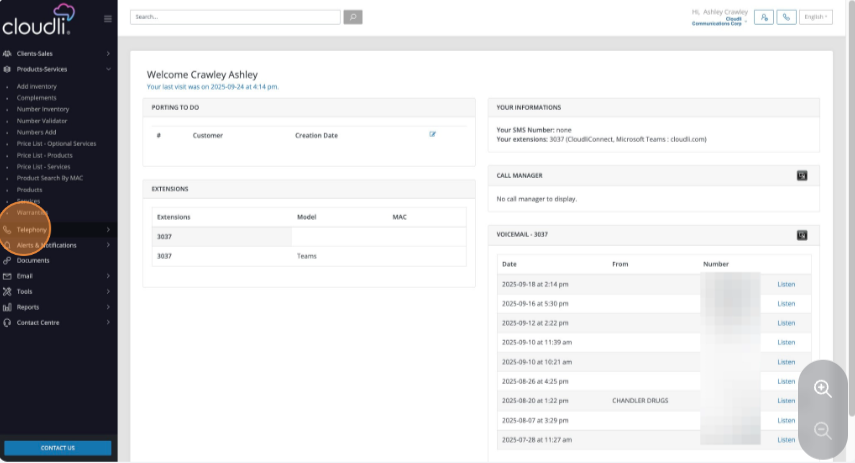 cloudli
Search...
Hi, Ashley Crawley
Cloudli
Communications Corp
English
Clients-Sales
Products-Services
Add inventory
Complements
Number Inventory
Number Validator
Numbers Add
Price List - Optional Services
Price List - Products
Price List - Services
Product Search By MAC
Products
Services
Warranties
Telephony
Alerts & Notifications
Documents
Email
Tools
Reports
Contact Centre
CONTACT US
Welcome Crawley Ashley
Your last visit was on 2025-09-24 at 4:14 pm.
PORTING TO DO
# Customer Creation Date
EXTENSIONS
Extensions Model MAC
3037
3037 Teams
YOUR INFORMATIONS
Your SMS Number: none
Your extensions: 3037 (CloudliConnect, Microsoft Teams : cloudli.com)
CALL MANAGER
No call manager to display.
VOICEMAIL - 3037
Date From Number
2025-09-18 at 2:14 pm Listen
2025-09-16 at 5:30 pm Listen
2025-09-12 at 2:22 pm Listen
2025-09-10 at 11:39 am Listen
2025-09-10 at 10:21 am Listen
2025-08-26 at 4:25 pm Listen
2025-08-20 at 1:22 pm CHANDLER DRUGS Listen
2025-08-07 at 3:29 pm Listen
2025-07-28 at 11:27 am Listen